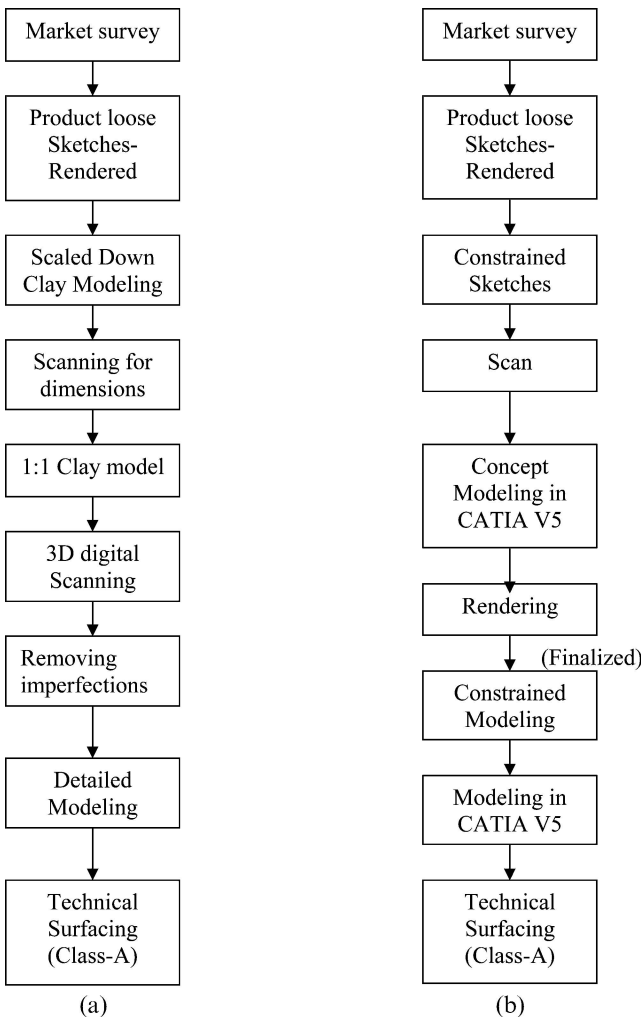 Market survey
Product loose
Sketches-
Rendered
Scaled Down
Clay Modeling
Scanning for
dimensions
1:1 Clay model
3D digital
Scanning
Removing
imperfections
Detailed
Modeling
Technical
Surfacing
(Class-A)
(a)
Market survey
Product loose
Sketches-
Rendered
Constrained
Sketches
Scan
Concept
Modeling in
CATIA V5
Rendering
(Finalized)
Constrained
Modeling
Modeling in
CATIA V5
Technical
Surfacing
(Class-A)
(b)